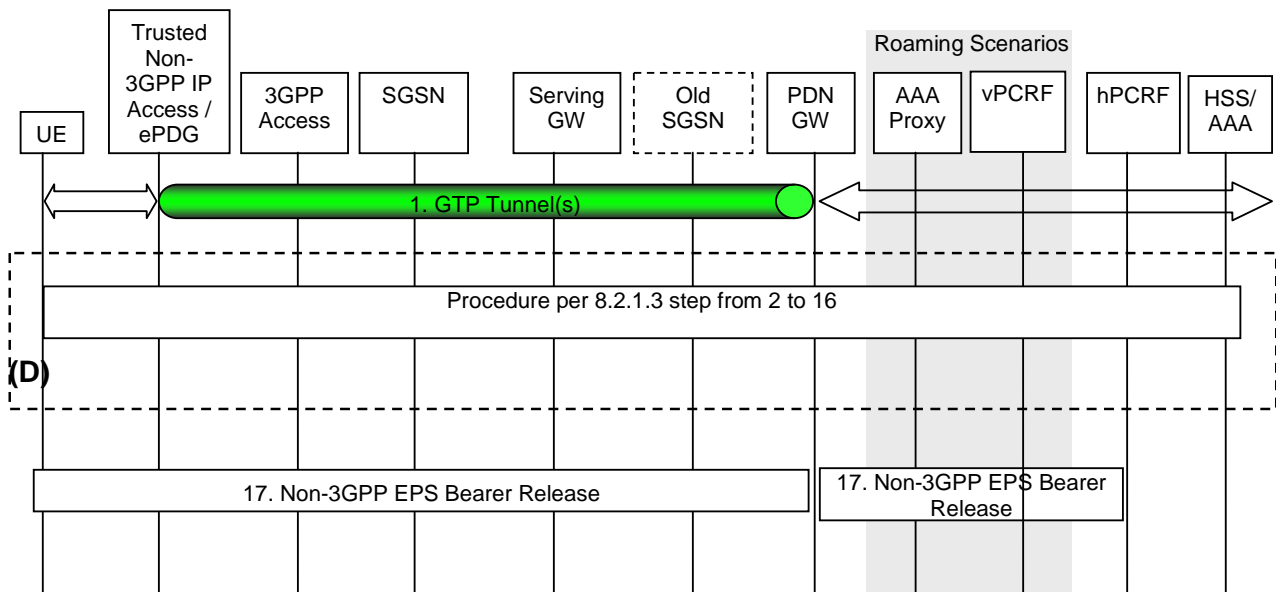 Trusted
Non-
3GPP IP
Access /
ePDG
Roaming Scenarios
UE
3GPP
Access
SGSN
Serving
GW
Old
SGSN
PDN
GW
AAA
Proxy
vPCRF
hPCRF
HSS/
AAA
1. GTP Tunnel(s)
Procedure per 8.2.1.3 step from 2 to 16
(D)
17. Non-3GPP EPS Bearer Release
17. Non-3GPP EPS Bearer
Release